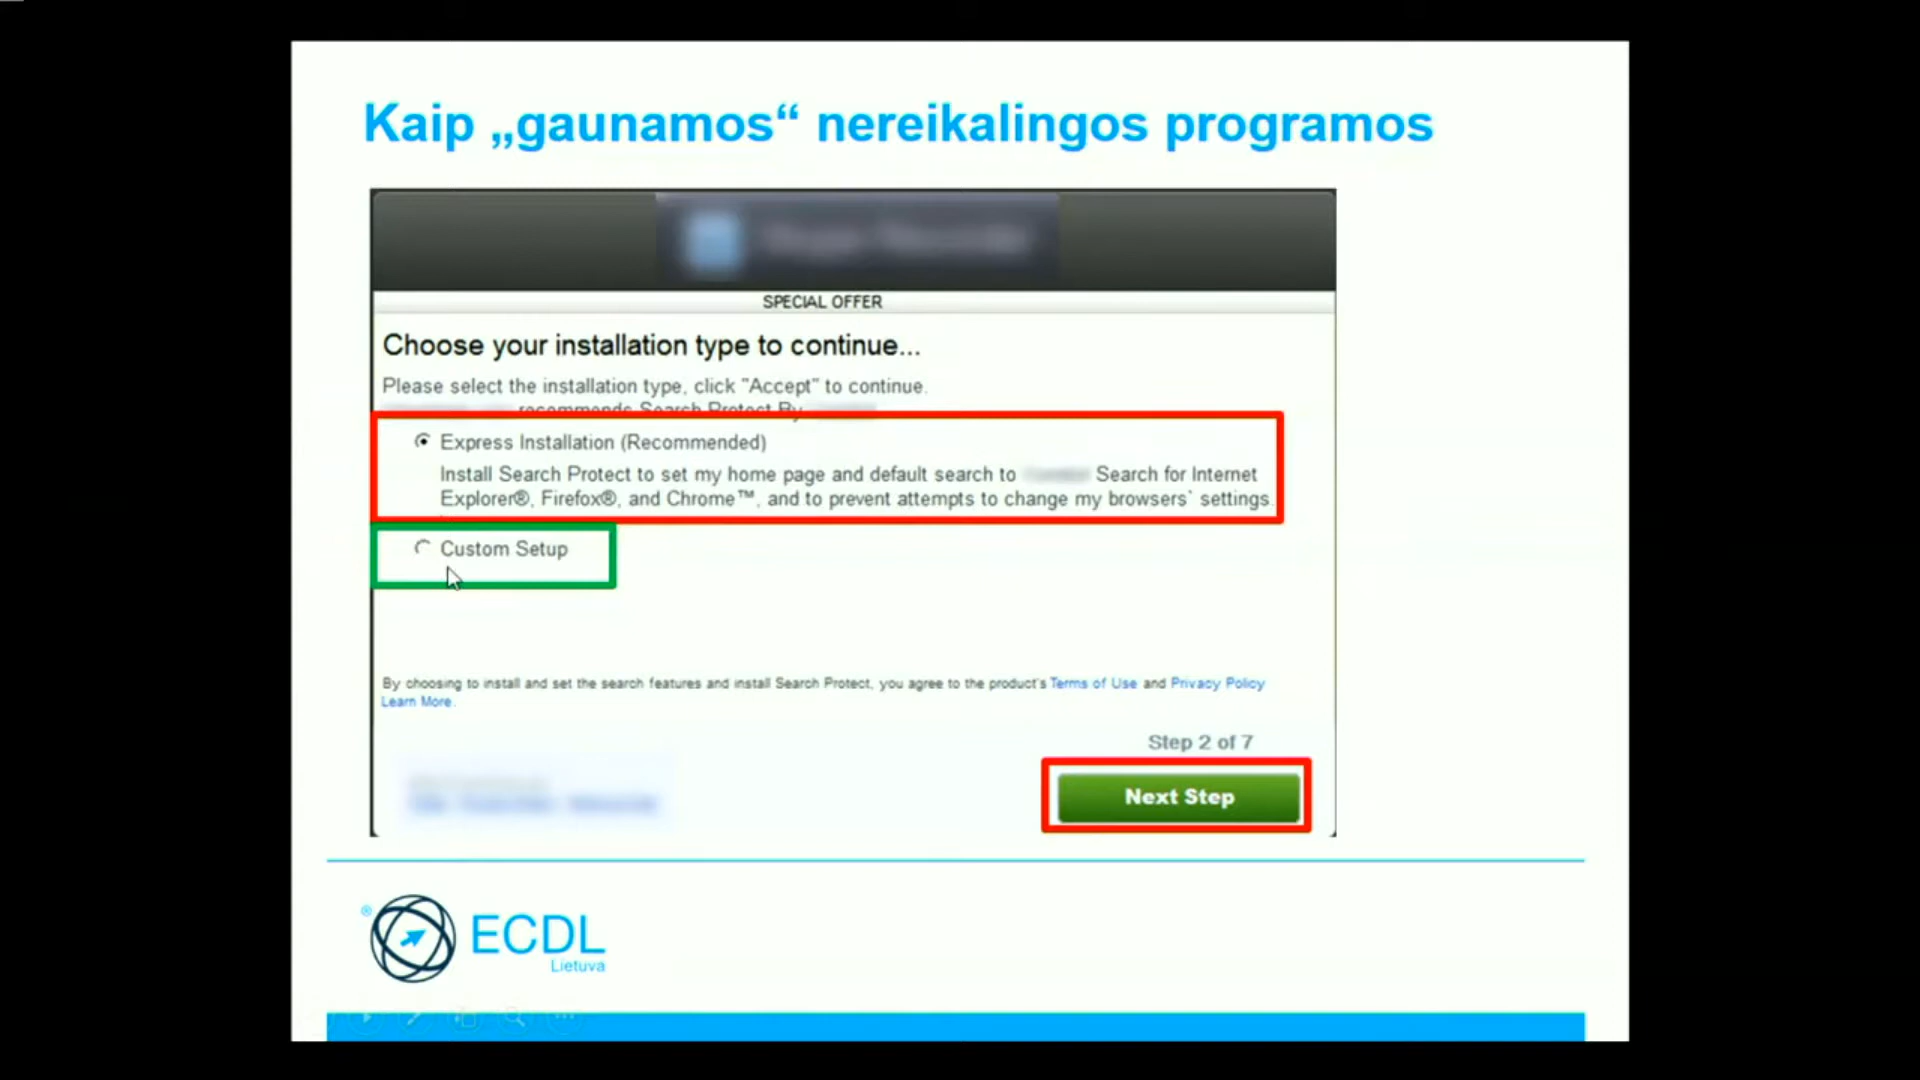 Kaip „gaunamos“ nereikalingos programos
SPECIAL OFFER
Choose your installation type to continue...
Please select the installation type, click "Accept" to continue.
recommends Search Protect By
Express Installation (Recommended)
Install Search Protect to set my home page and default search to Search for Internet
Explorer®, Firefox®, and Chrome™, and to prevent attempts to change my browsers` settings.
Custom Setup
By choosing to install and set the search features and install Search Protect, you agree to the product's Terms of Use and Privacy Policy
Learn More.
Step 2 of 7
Next Step
® ECDL
Lietuva